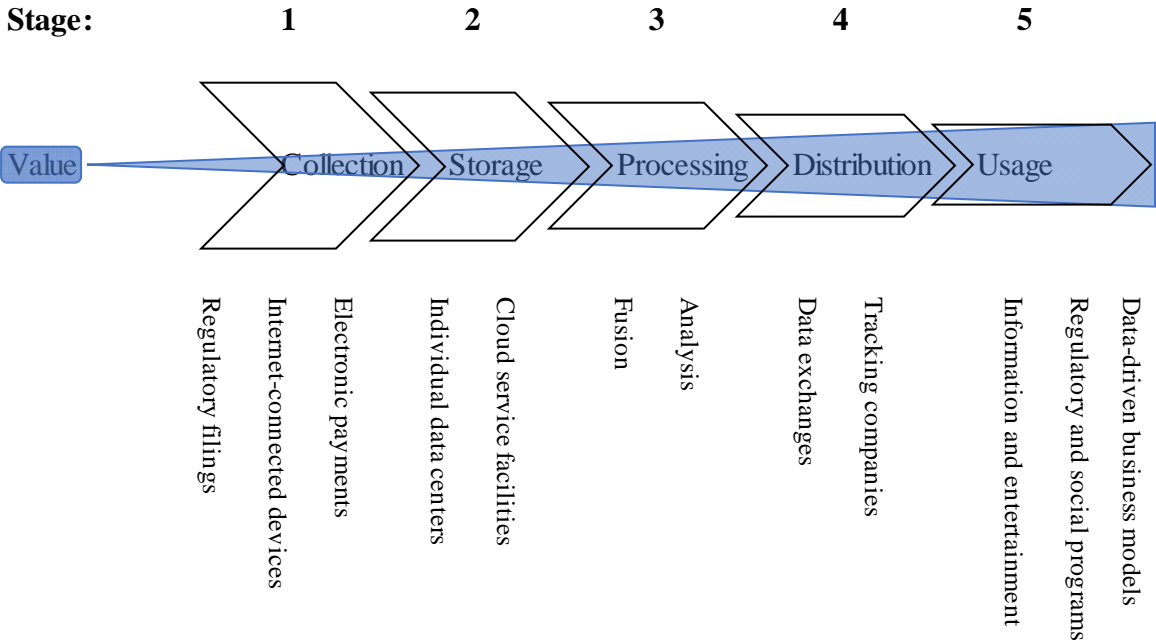 Stage: 1 2 3 4 5
Value
Collection
Storage
Processing
Distribution
Usage
Regulatory filings
Internet-connected devices
Electronic payments
Individual data centers
Cloud service facilities
Fusion
Analysis
Data exchanges
Tracking companies
Information and entertainment
Regulatory and social programs
Data-driven business models